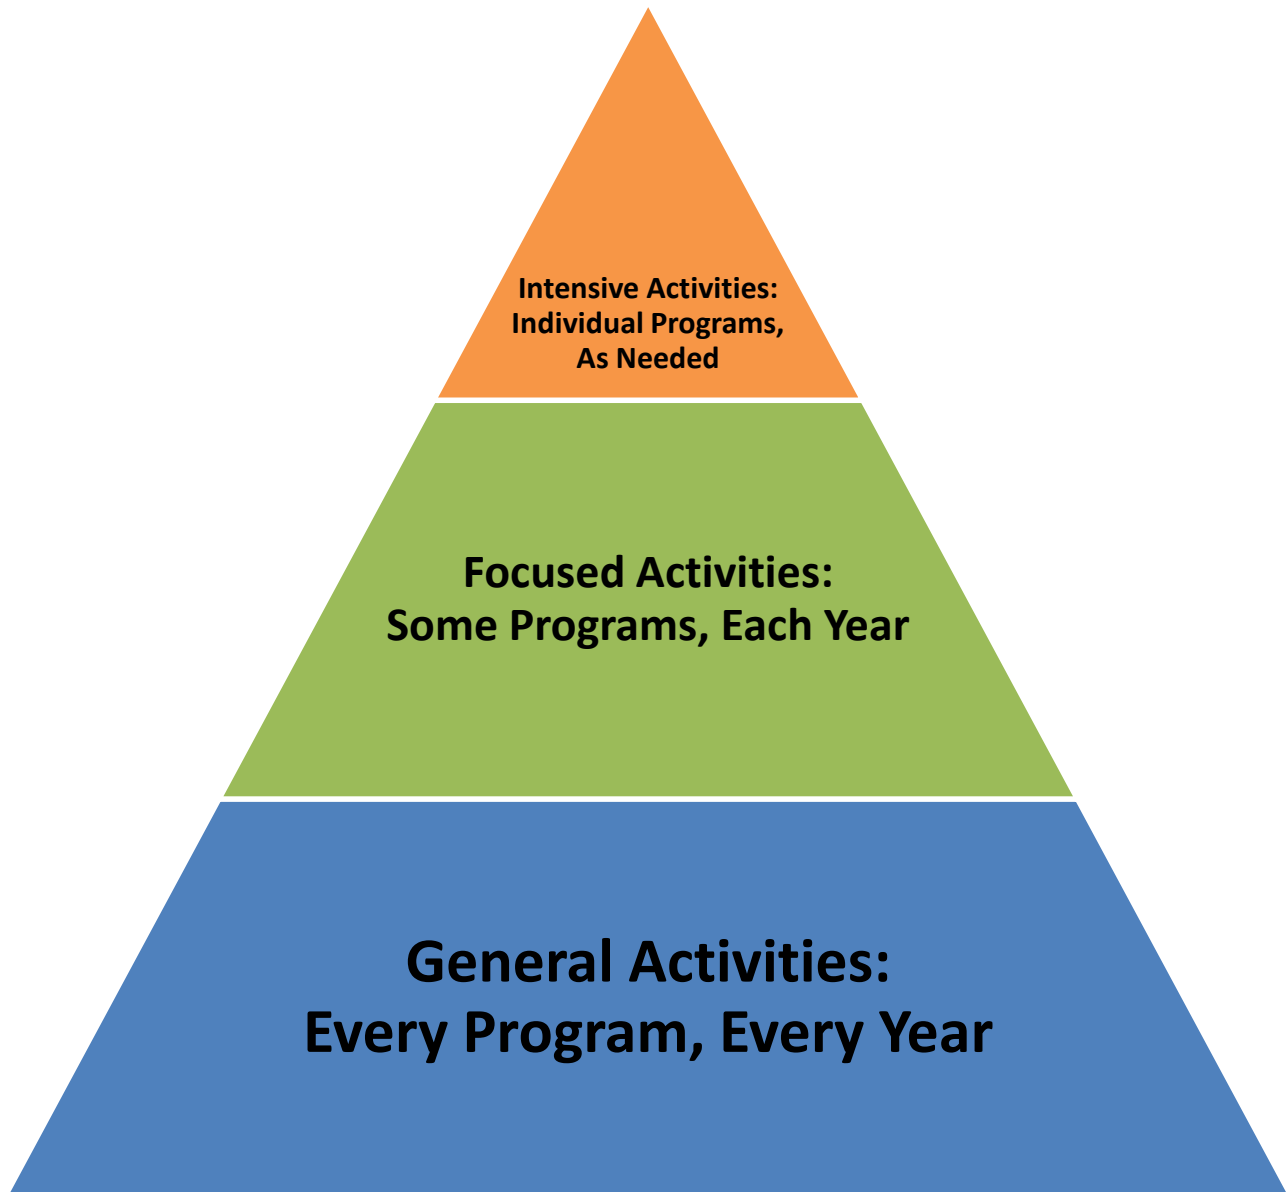 Intensive Activities:
Individual Programs,
As Needed
Focused Activities:
Some Programs, Each Year
General Activities:
Every Program, Every Year